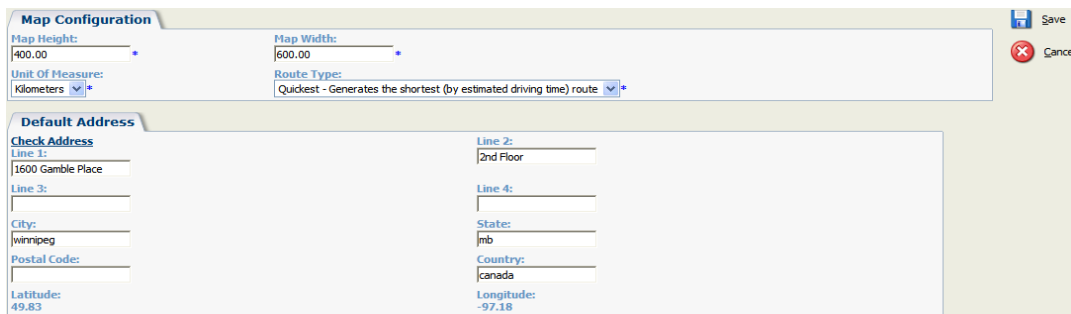 Map Configuration
Save
Map Height: Map Width:
400.00 * 600.00 *
Unit Of Measure: Route Type:
Kilometers * Quickest - Generates the shortest (by estimated driving time) route *
Cance
Default Address
Check Address
Line 1: Line 2:
1600 Gamble Place 2nd Floor
Line 3: Line 4:
City: State:
winnipeg mb
Postal Code: Country:
canada
Latitude: Longitude:
49.83 -97.18